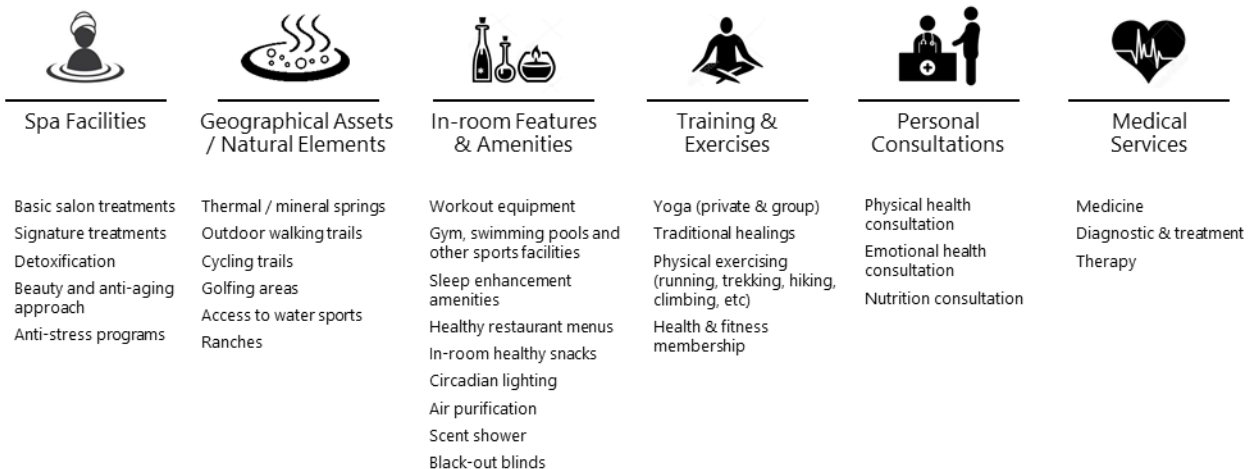 Spa Facilities
Basic salon treatments
Signature treatments
Detoxification
Beauty and anti-aging
approach
Anti-stress programs
Geographical Assets
/ Natural Elements
Thermal / mineral springs
Outdoor walking trails
Cycling trails
Golfing areas
Access to water sports
Ranches
In-room Features
& Amenities
Workout equipment
Gym, swimming pools and
other sports facilities
Sleep enhancement
amenities
Healthy restaurant menus
In-room healthy snacks
Circadian lighting
Air purification
Scent shower
Black-out blinds
Training &
Exercises
Yoga (private & group)
Traditional healings
Physical exercising
(running, trekking, hiking,
climbing, etc)
Health & fitness
membership
Personal
Consultations
Physical health
consultation
Emotional health
consultation
Nutrition consultation
Medical
Services
Medicine
Diagnostic & treatment
Therapy